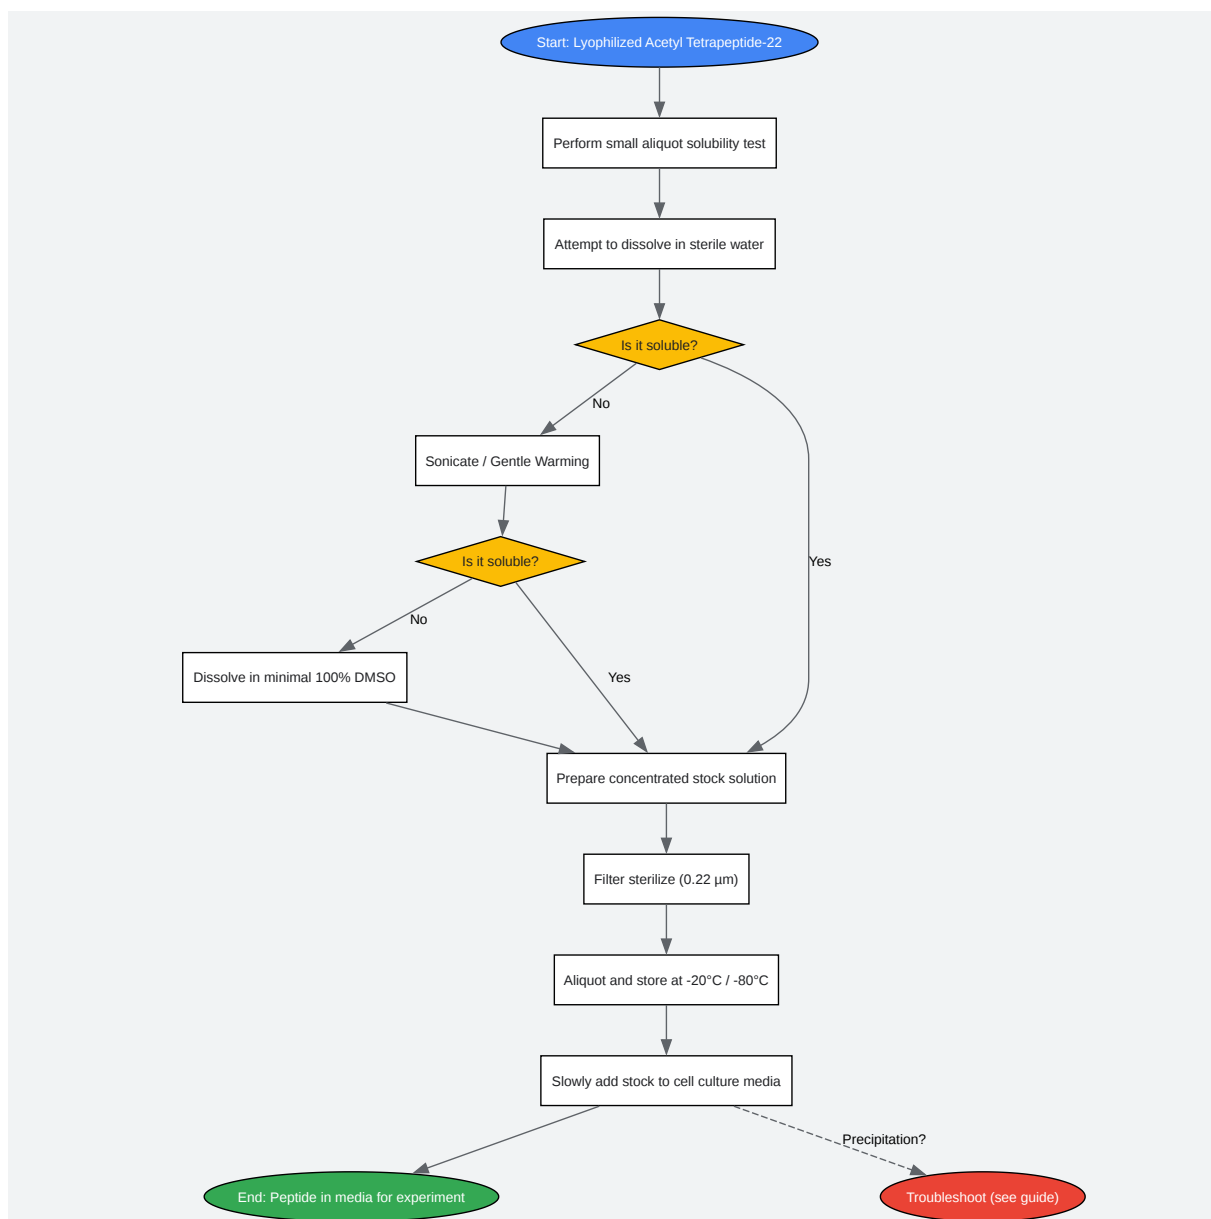 Start: Lyophilized Acetyl Tetrapeptide-22
Perform small aliquot solubility test
Attempt to dissolve in sterile water
Is it soluble?
No
Sonicate / Gentle Warming
Is it soluble?
Yes
No
Dissolve in minimal 100% DMSO
Yes
Prepare concentrated stock solution
Filter sterilize (0.22 µm)
Aliquot and store at -20°C / -80°C
Slowly add stock to cell culture media
Precipitation?
End: Peptide in media for experiment
Troubleshoot (see guide)